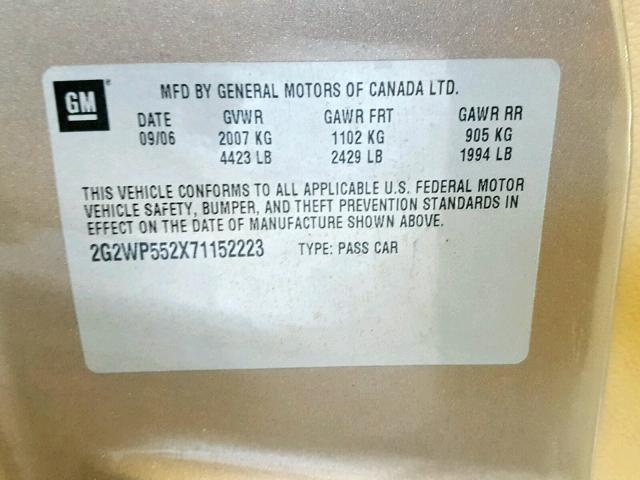 GM®
MFD BY GENERAL MOTORS OF CANADA LTD.
DATE GVWR GAWR FRT GAWR RR
09/06 2007 KG 1102 KG 905 KG
4423 LB 2429 LB 1994 LB
THIS VEHICLE CONFORMS TO ALL APPLICABLE U.S. FEDERAL MOTOR
VEHICLE SAFETY, BUMPER, AND THEFT PREVENTION STANDARDS IN
EFFECT ON THE DATE OF MANUFACTURE SHOWN ABOVE.
2G2WP552X71152223 TYPE: PASS CAR